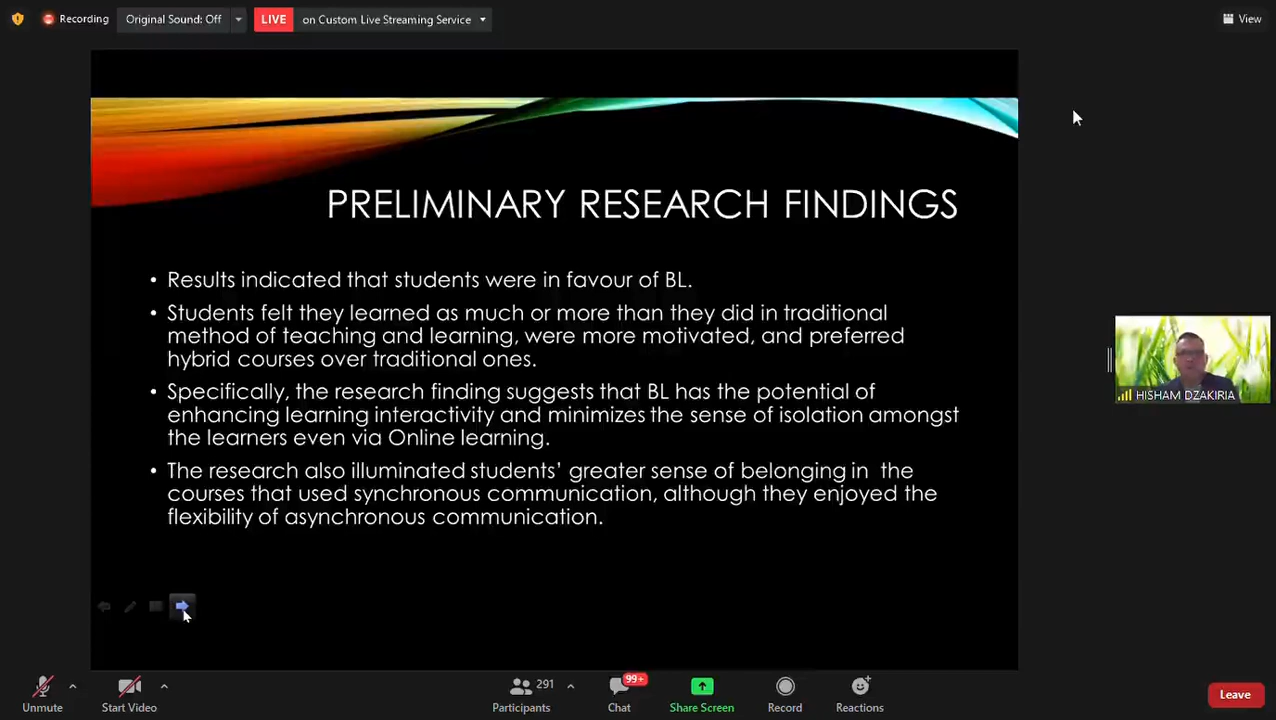 Recording
Original Sound: Off
LIVE on Custom Live Streaming Service
View
PRELIMINARY RESEARCH FINDINGS
• Results indicated that students were in favour of BL.
• Students felt they learned as much or more than they did in traditional
method of teaching and learning, were more motivated, and preferred
hybrid courses over traditional ones.
• Specifically, the research finding suggests that BL has the potential of
enhancing learning interactivity and minimizes the sense of isolation amongst
the learners even via Online learning.
• The research also illuminated students' greater sense of belonging in the
courses that used synchronous communication, although they enjoyed the
flexibility of asynchronous communication.
HISHAM DZAKIRIA
Unmute
Start Video
291
Participants
99+
Chat
Share Screen
Record
Reactions
Leave